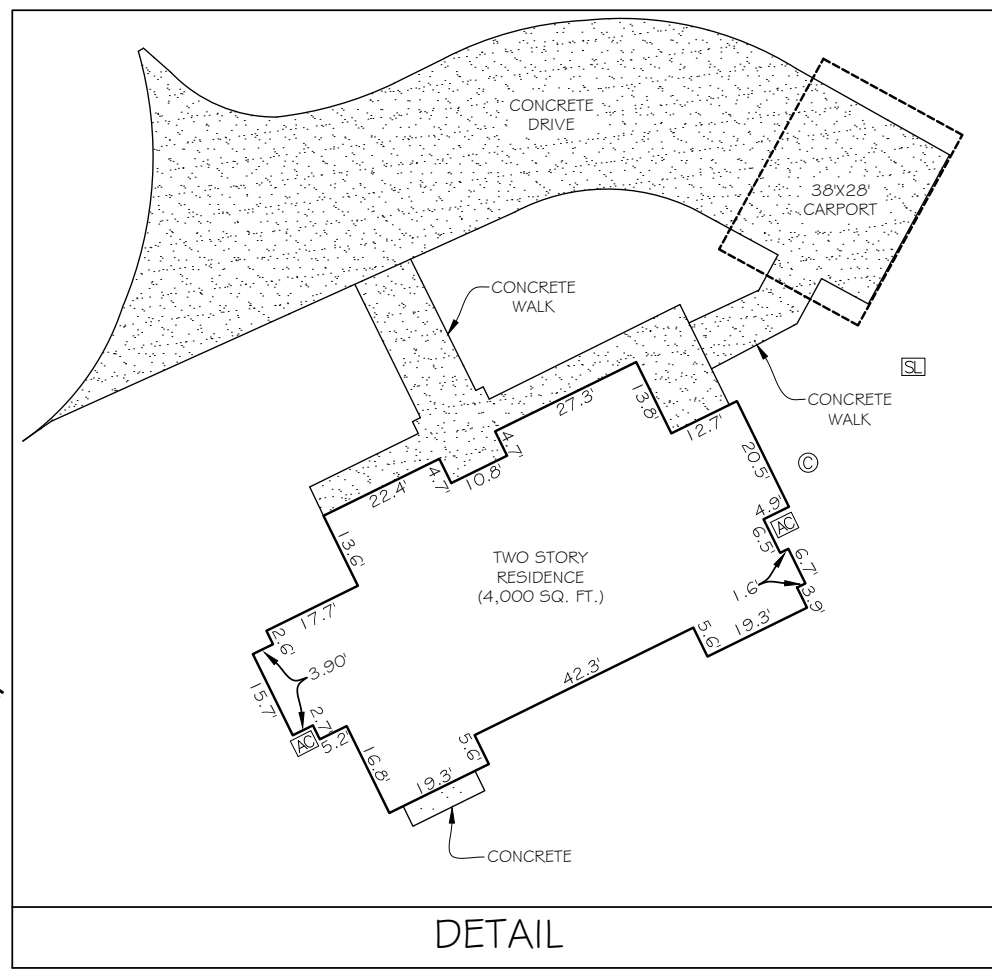 CONCRETE
DRIVE
38'X28'
CARPORT
CONCRETE
WALK
SL
CONCRETE
WALK
27.3'
13.8'
12.7'
4.7'
10.8'
4.7'
22.4'
20.5'
C
4.9'
AC
6.5'
6.7'
1.6'
3.9'
13.6'
TWO STORY
RESIDENCE
(4,000 SQ. FT.)
17.7'
2.6'
3.90'
15.7'
19.3'
5.6'
42.3'
2.7'
AC
5.2'
16.8'
5.6'
19.3'
CONCRETE
DETAIL